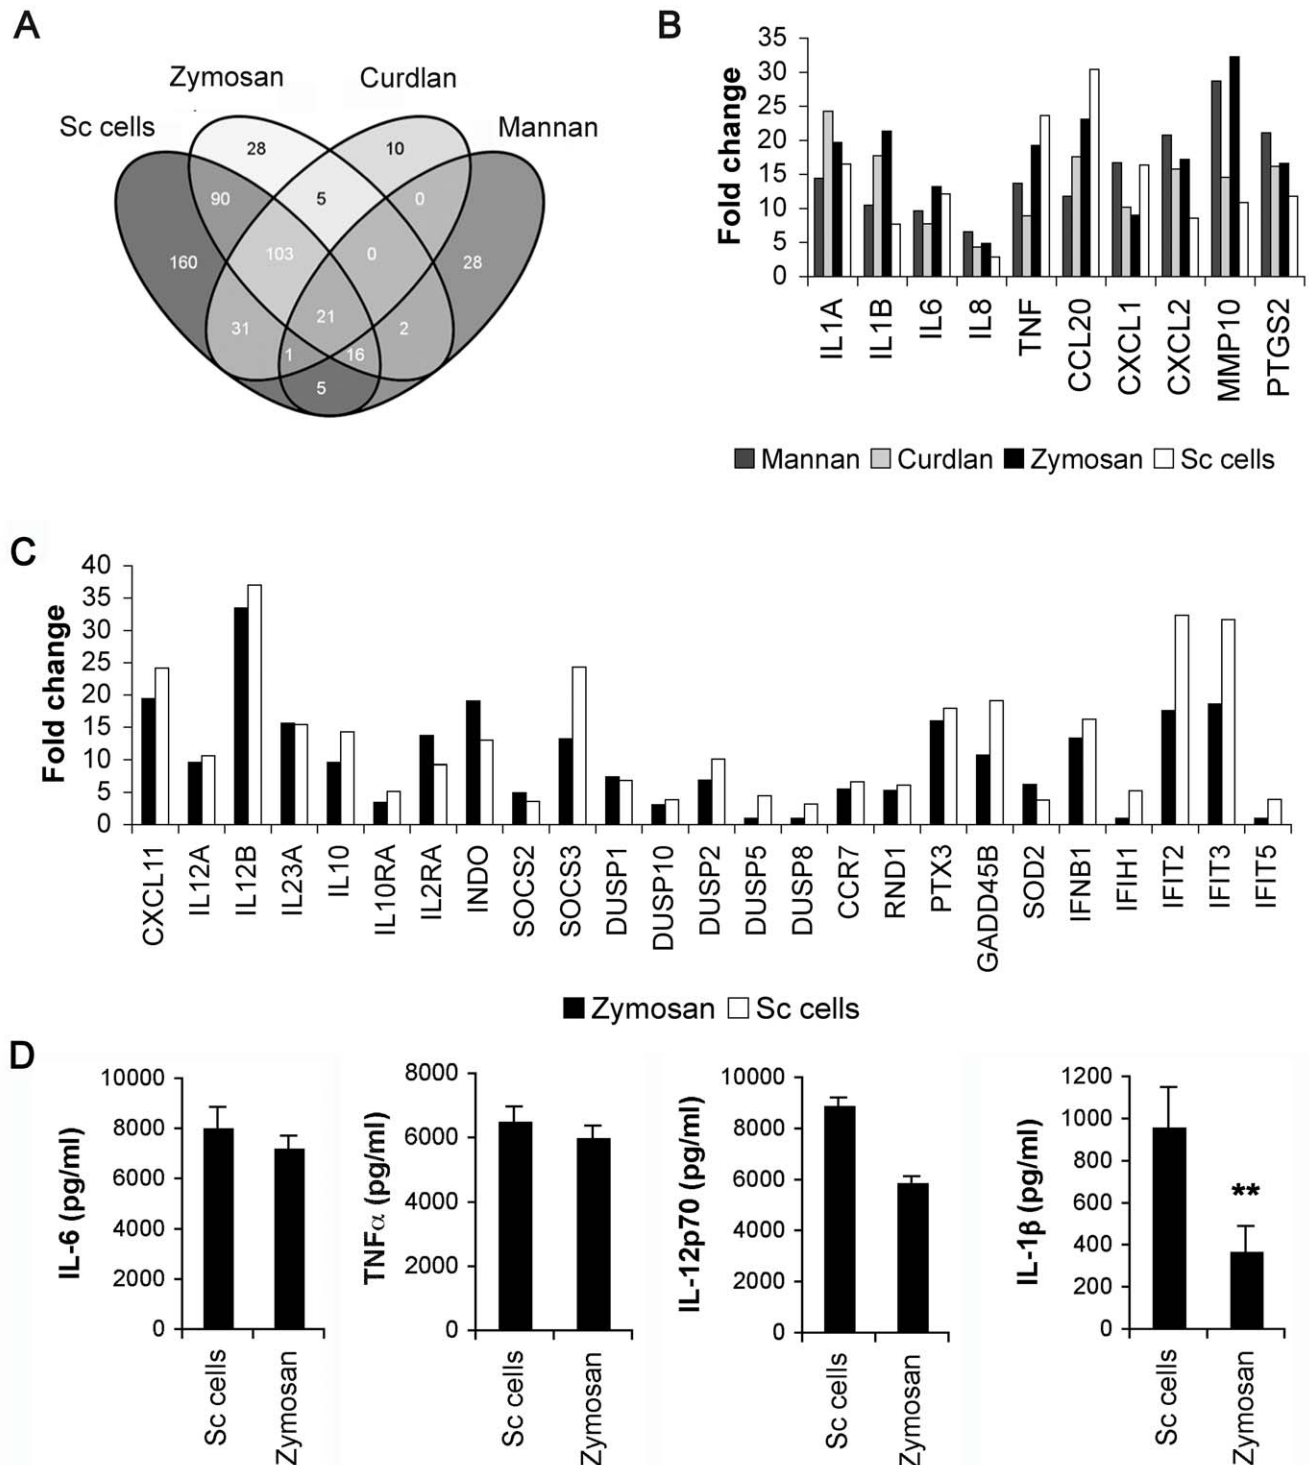 A
Zymosan
Curdlan
Sc cells
Mannan
28
10
90
5
0
160
103
0
28
31
21
2
1
16
5
B
Fold change
35
30
25
20
15
10
5
0
IL1A
IL1B
IL6
IL8
TNF
CCL20
CXCL1
CXCL2
MMP10
PTGS2
Mannan Curdlan Zymosan Sc cells
C
Fold change
40
35
30
25
20
15
10
5
0
CXCL11
IL12A
IL12B
IL23A
IL10
IL10RA
IL2RA
INDO
SOCS2
SOCS3
DUSP1
DUSP10
DUSP2
DUSP5
DUSP8
CCR7
RND1
PTX3
GADD45B
SOD2
IFNB1
IFIH1
IFIT2
IFIT3
IFIT5
Zymosan Sc cells
D
IL-6 (pg/ml)
10000
8000
6000
4000
2000
0
Sc cells
Zymosan
TNFα (pg/ml)
8000
6000
4000
2000
0
Sc cells
Zymosan
IL-12p70 (pg/ml)
10000
8000
6000
4000
2000
0
Sc cells
Zymosan
IL-1β (pg/ml)
1200
1000
800
600
400
200
0
**
Sc cells
Zymosan